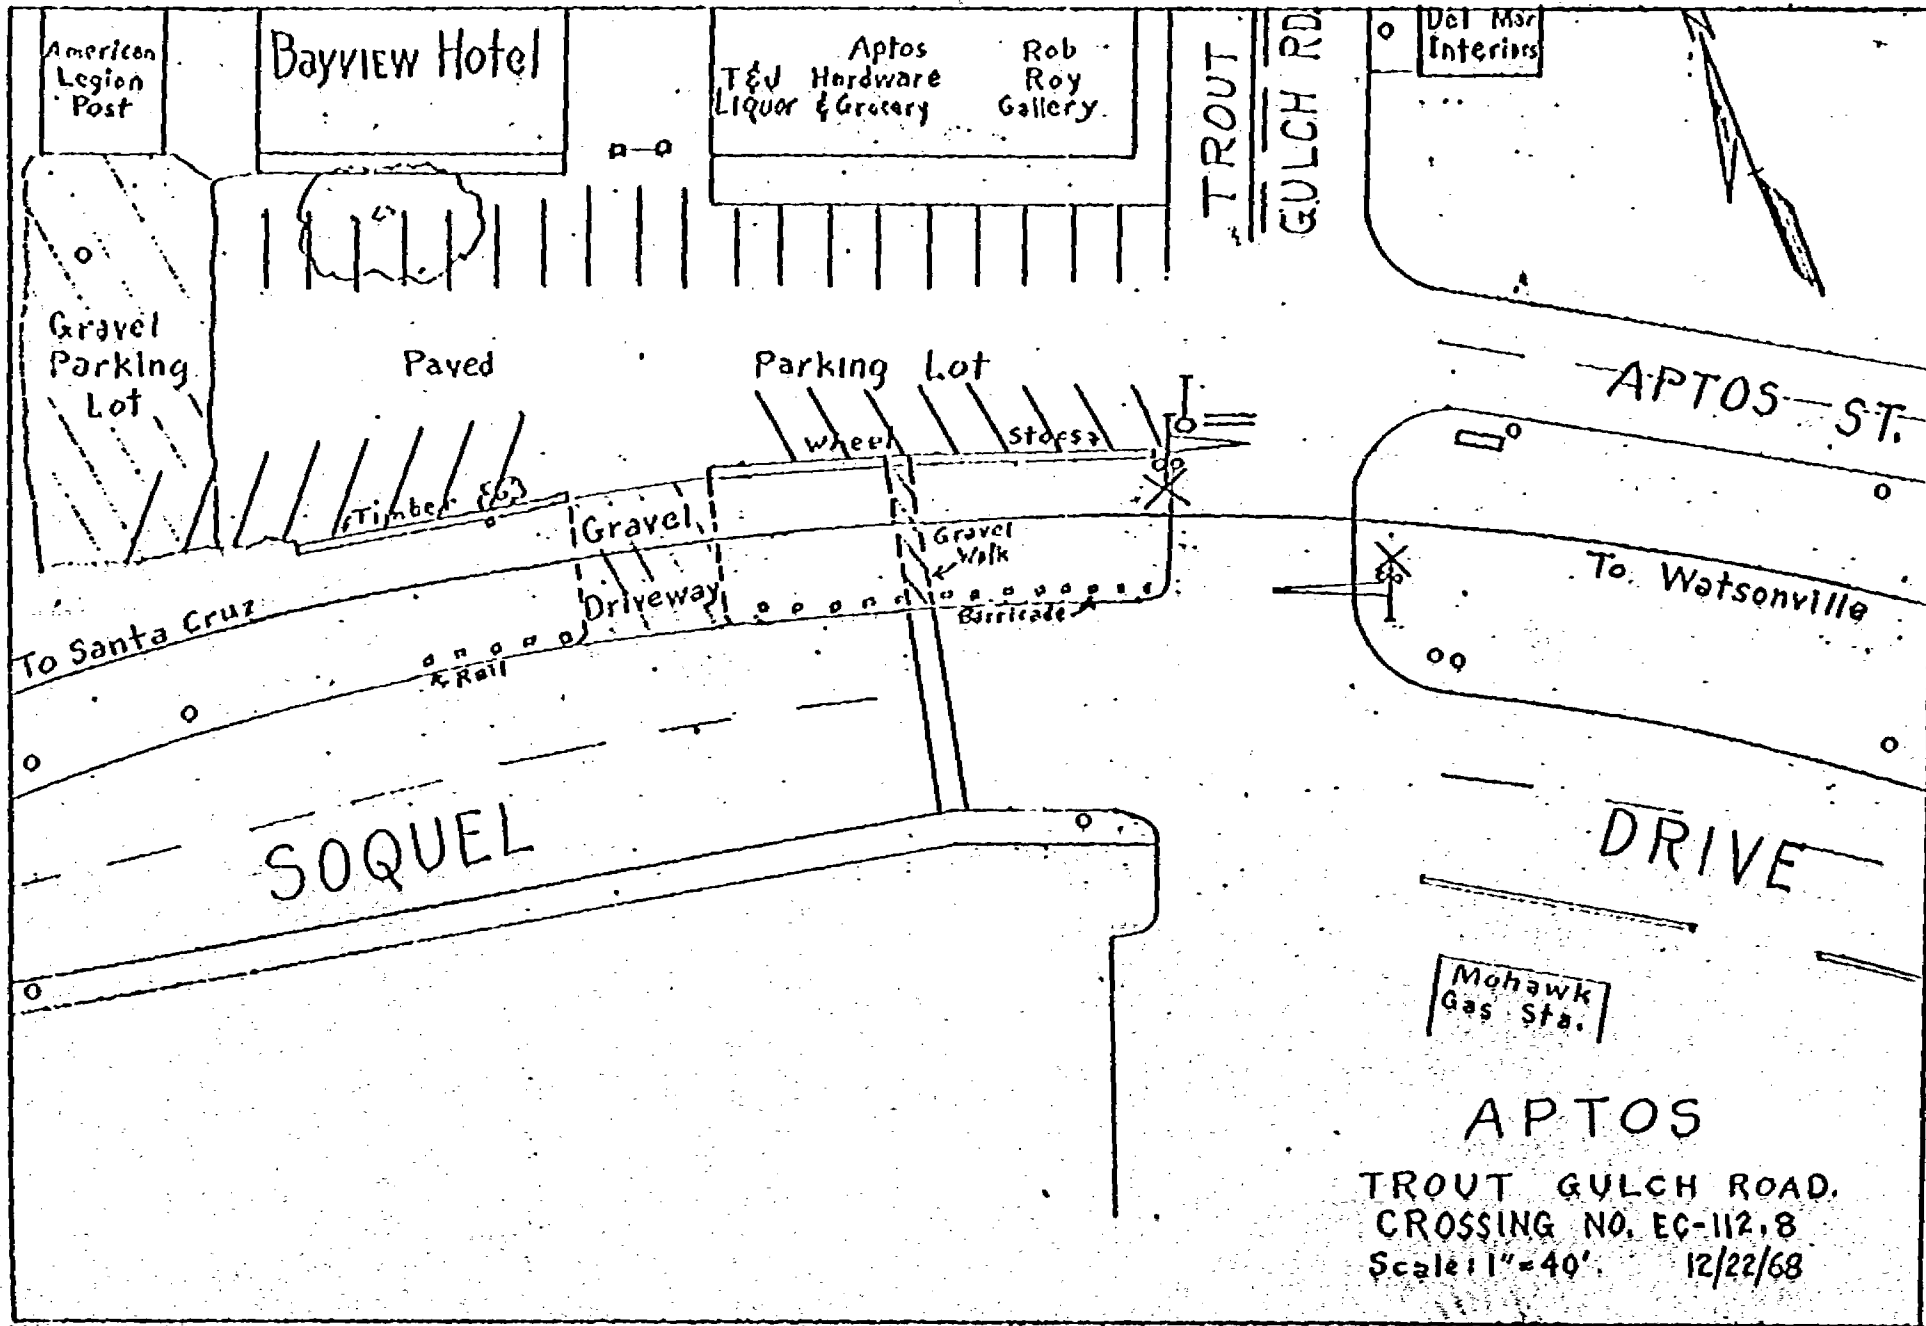 American
Legion
Post
Bayview Hotel
T&J
Liquor
Aptos
Hardware
& Grocery
Rob
Roy
Gallery
TROUT
GULCH RD.
Del Mar
Interiors
Gravel
Parking
Lot
Paved Parking Lot
APTOS ST.
Wheel Stops
Timber
Gravel
Driveway
Gravel
Walk
Barricade
Rail
To Santa Cruz
To Watsonville
SOQUEL DRIVE
Mohawk
Gas Sta.
APTOS
TROUT GULCH ROAD.
CROSSING NO. EC-112.8
Scale: 1"=40'. 12/22/68